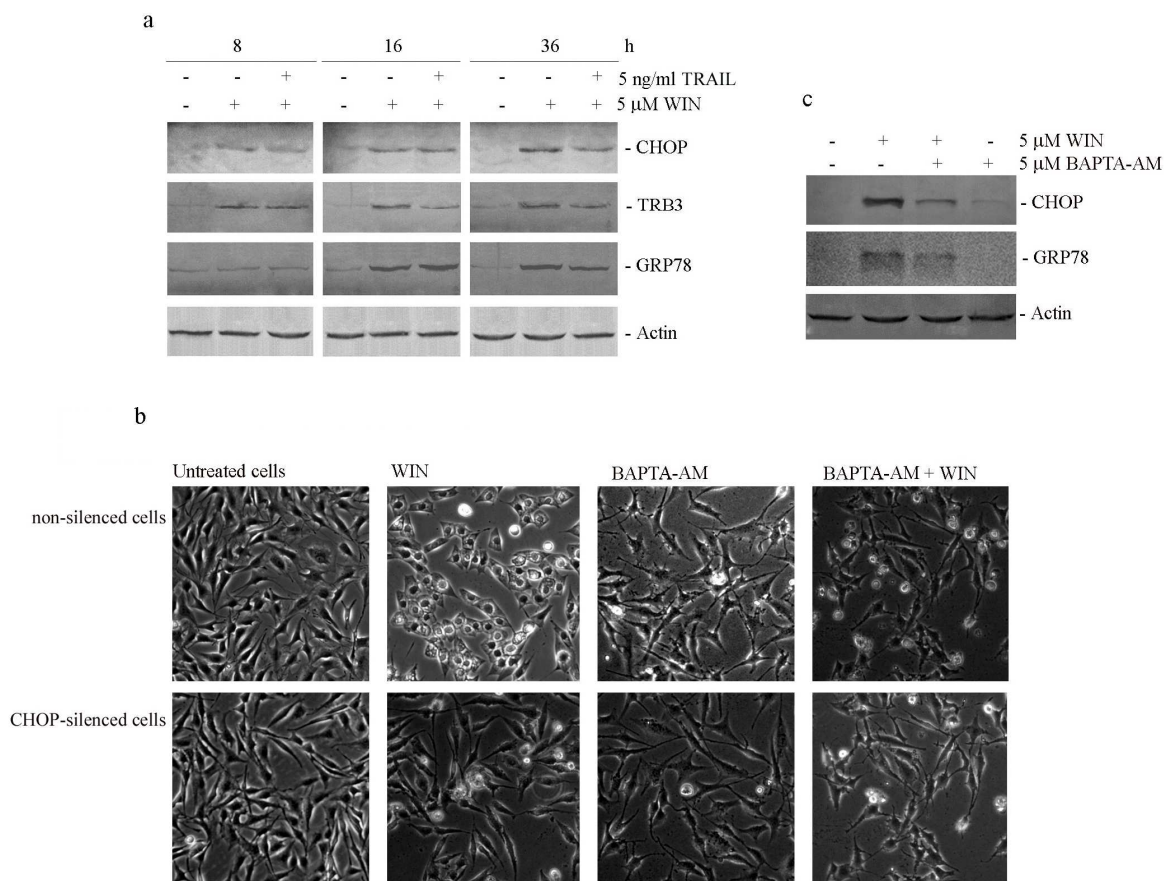 a
8 16 36 h
- - + - - + - - + 5 ng/ml TRAIL
- + + - + + - + + 5 µM WIN
- CHOP
- TRB3
- GRP78
- Actin
c
- + + - 5 µM WIN
- - + + 5 µM BAPTA-AM
- CHOP
- GRP78
- Actin
b
Untreated cells WIN BAPTA-AM BAPTA-AM + WIN
non-silenced cells
CHOP-silenced cells